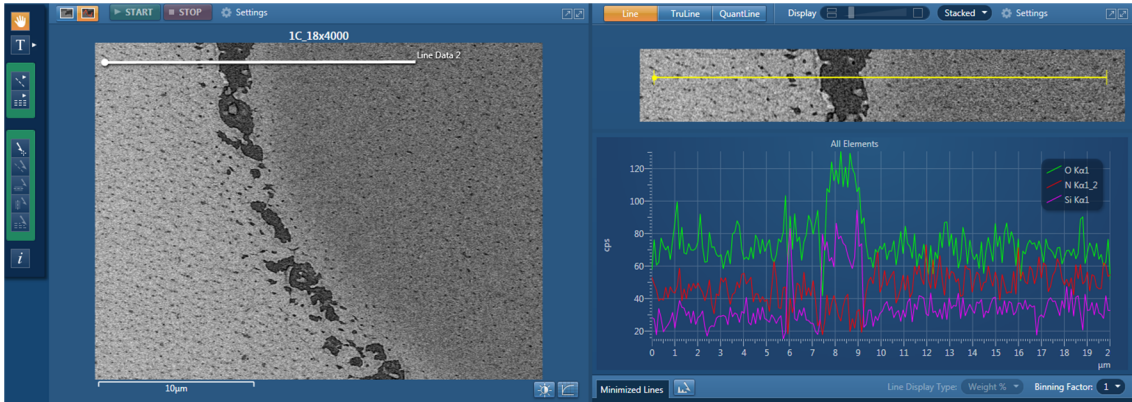 START STOP Settings
1C_18x4000
Line Data 2
T
i
10µm
Line TruLine QuantLine Display Stacked Settings
All Elements
O Kα1
N Kα1_2
Si Kα1
cps
120
100
80
60
40
20
0 1 2 3 4 5 6 7 8 9 10 11 12 13 14 15 16 17 18 19 2
µm
Minimized Lines Line Display Type: Weight % Binning Factor: 1